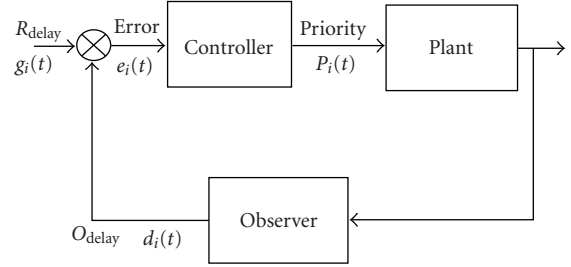 R_delay
g_i(t)
Error
e_i(t)
Controller
Priority
P_i(t)
Plant
Observer
O_delay
d_i(t)